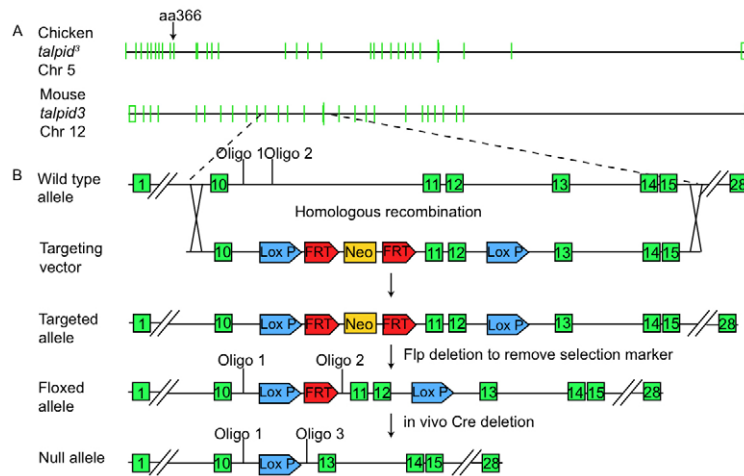 aa366
A
Chicken
talpid³
Chr 5
Mouse
talpid3
Chr 12
Oligo 1 Oligo 2
B
Wild type
allele
1 10 11 12 13 14 15 28
Homologous recombination
Targeting
vector
10 Lox P FRT Neo FRT 11 12 Lox P 13 14 15
Targeted
allele
1 10 Lox P FRT Neo FRT 11 12 Lox P 13 14 15 28
Flp deletion to remove selection marker
Oligo 1 Oligo 2
Floxed
allele
1 10 Lox P FRT 11 12 Lox P 13 14 15 28
in vivo Cre deletion
Oligo 1 Oligo 3
Null allele
1 10 Lox P 13 14 15 28